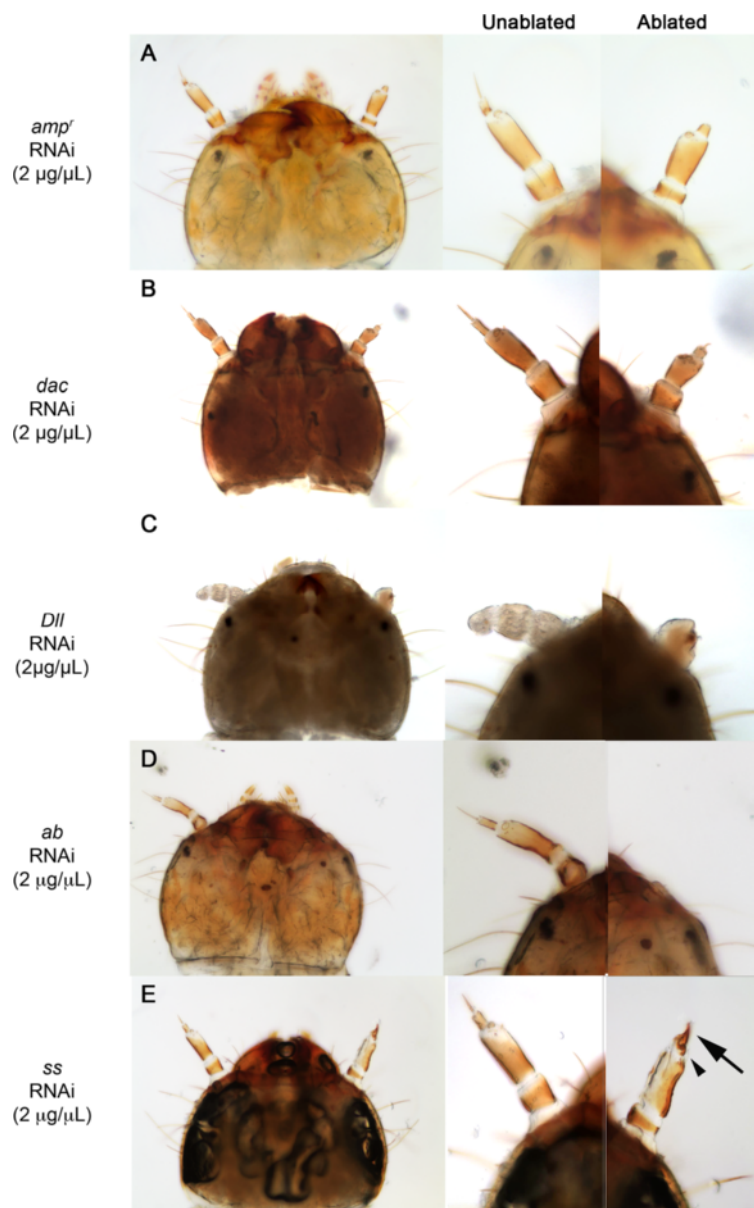 Unablated Ablated
A
ampʳ
RNAi
(2 µg/µL)
B
dac
RNAi
(2 µg/µL)
C
Dll
RNAi
(2µg/µL)
D
ab
RNAi
(2 µg/µL)
E
ss
RNAi
(2 µg/µL)